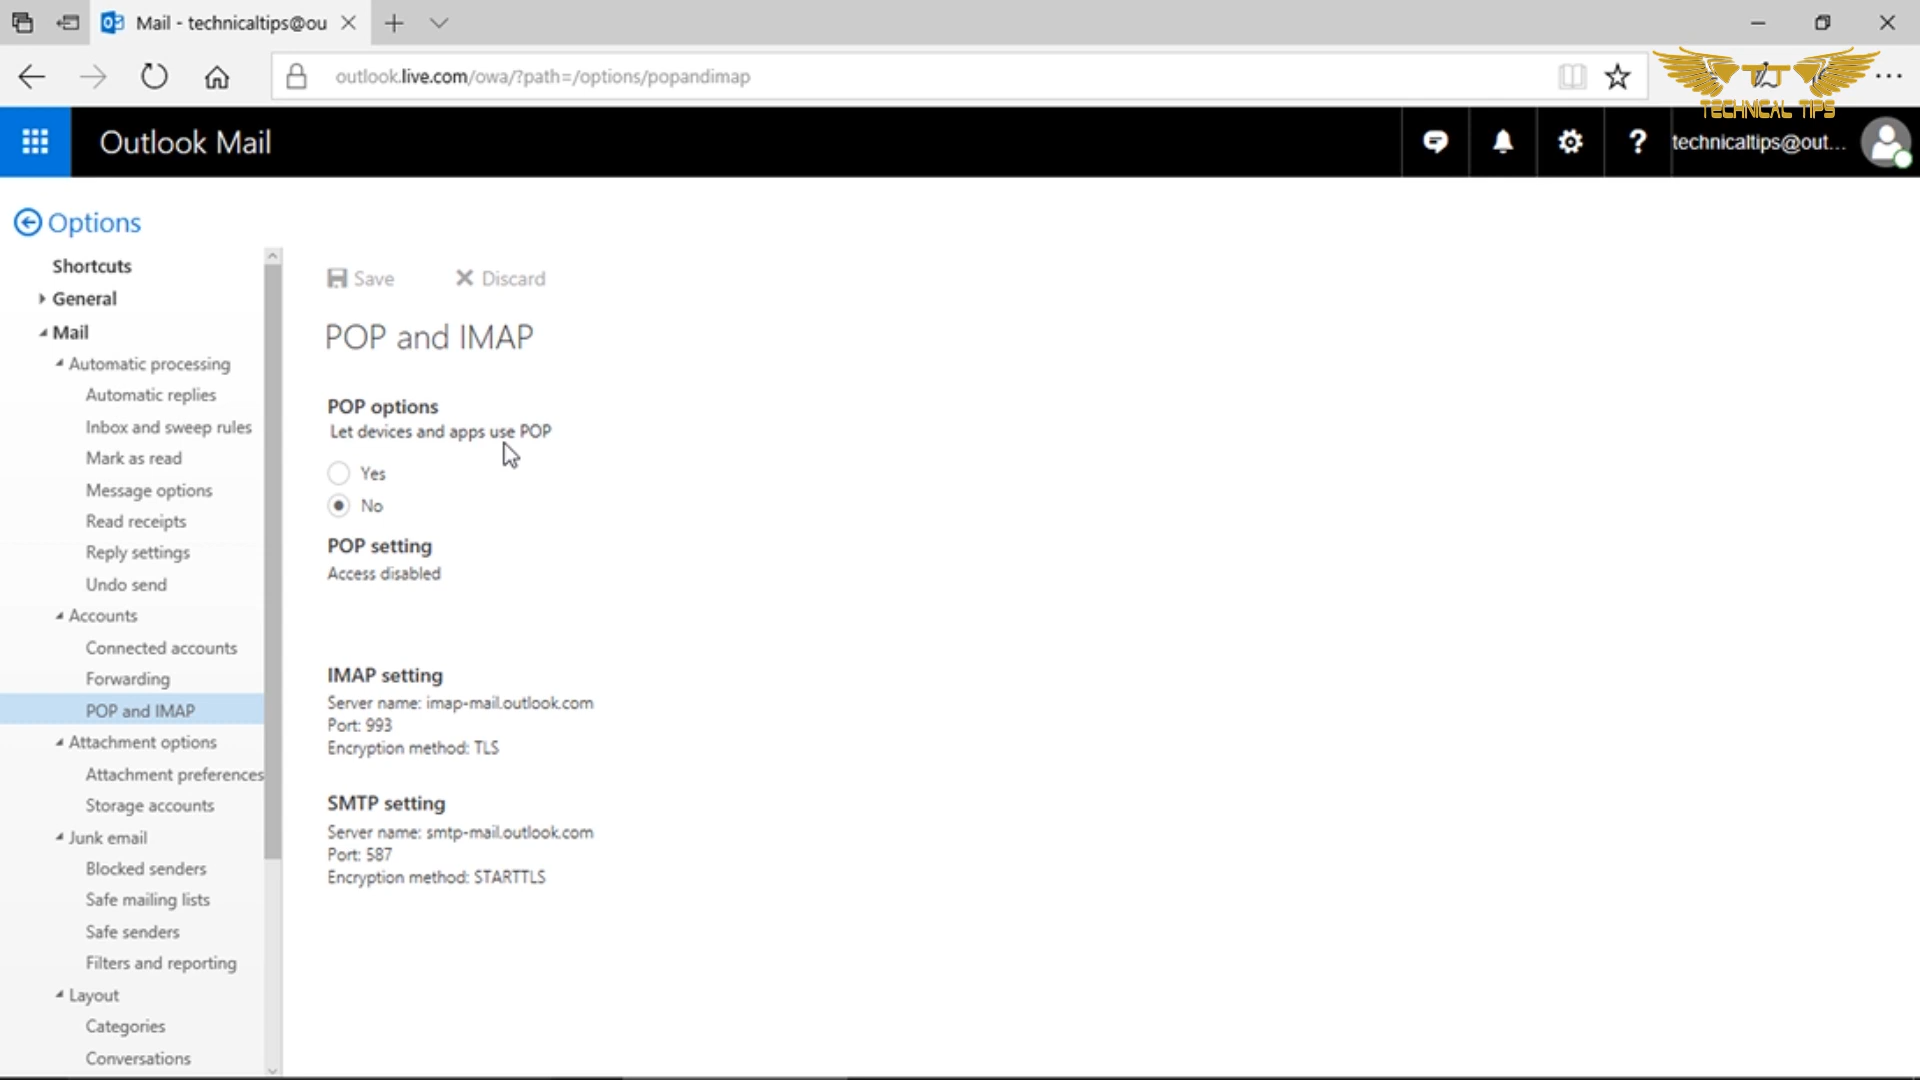 Mail - technicaltips@ou
outlook.live.com/owa/?path=/options/popandimap
TT
TECHNICAL TIPS
Outlook Mail
technicaltips@out...
Options
Shortcuts
General
Mail
Automatic processing
Automatic replies
Inbox and sweep rules
Mark as read
Message options
Read receipts
Reply settings
Undo send
Accounts
Connected accounts
Forwarding
POP and IMAP
Attachment options
Attachment preferences
Storage accounts
Junk email
Blocked senders
Safe mailing lists
Safe senders
Filters and reporting
Layout
Categories
Conversations
Save Discard
POP and IMAP
POP options
Let devices and apps use POP
Yes
No
POP setting
Access disabled
IMAP setting
Server name: imap-mail.outlook.com
Port: 993
Encryption method: TLS
SMTP setting
Server name: smtp-mail.outlook.com
Port: 587
Encryption method: STARTTLS